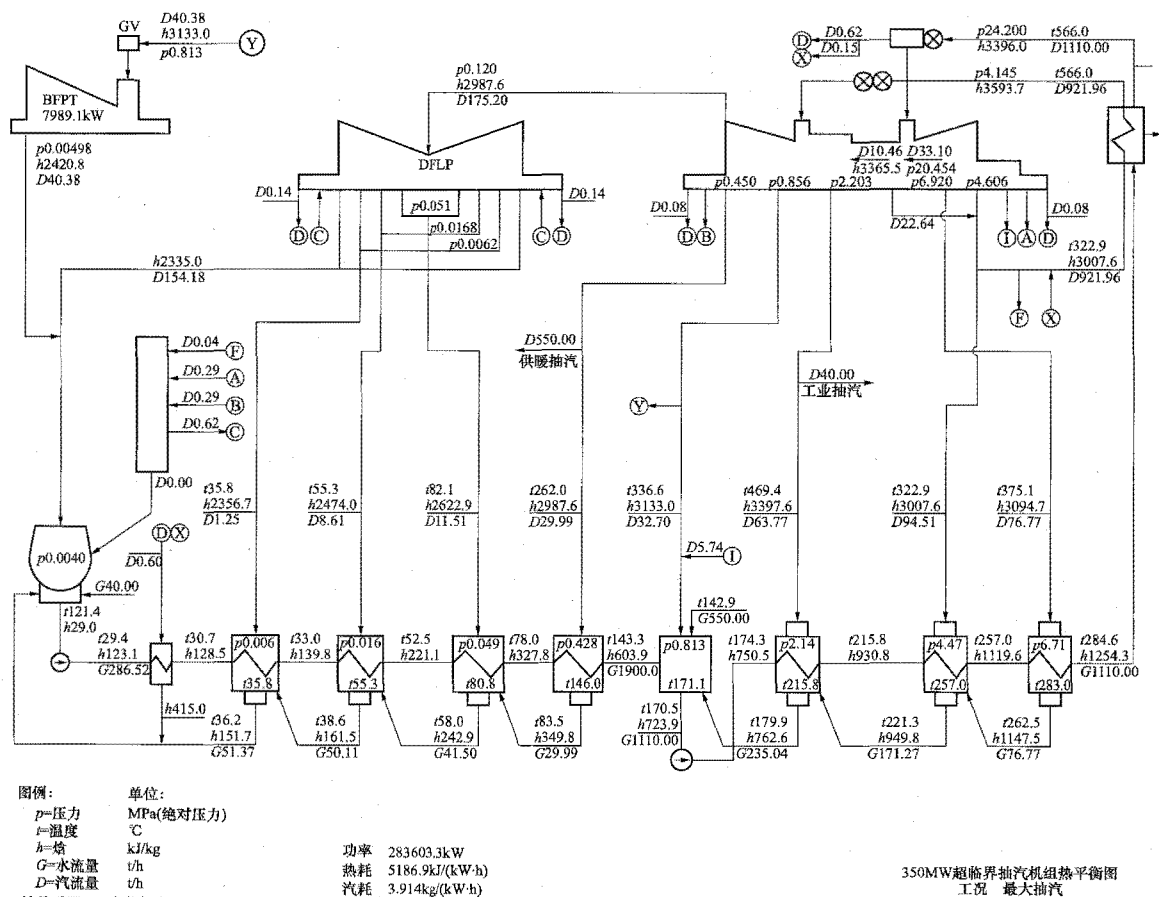 D40.38
h3133.0
p0.813
GV
Y
BFPT
7989.1kW
p0.00498
h2420.8
D40.38
p0.120
h2987.6
D175.20
DFLP
D0.14
D
C
p0.051
p0.0168
p0.0062
C
D
D0.14
D0.62
D
D0.15
X
p24.200
h3396.0
t566.0
D1110.00
p4.145
h3593.7
t566.0
D921.96
D10.46
h3365.5
D33.10
p20.454
p0.450
p0.856
p2.203
p6.920
p4.606
D0.08
D
B
D22.64
I
A
D
D0.08
t322.9
h3007.6
D921.96
F
X
h2335.0
D154.18
D550.00
供暖抽汽
D40.00
工业抽汽
Y
D0.04
F
D0.29
A
D0.29
B
D0.62
C
D0.00
t35.8
h2356.7
D1.25
t55.3
h2474.0
D8.61
t82.1
h2622.9
D11.51
t262.0
h2987.6
D29.99
t336.6
h3133.0
D32.70
t469.4
h3397.6
D63.77
t322.9
h3007.6
D94.51
t375.1
h3094.7
D76.77
D5.74
I
D
X
D0.60
p0.0040
G40.00
t121.4
h29.0
t142.9
G550.00
t29.4
h123.1
G286.52
t30.7
h128.5
p0.006
t35.8
t33.0
h139.8
p0.016
t55.3
t52.5
h221.1
p0.049
t80.8
t78.0
h327.8
p0.428
t146.0
t143.3
h603.9
G1900.0
p0.813
t171.1
t174.3
h750.5
p2.14
t215.8
t215.8
h930.8
p4.47
t257.0
t257.0
h1119.6
p6.71
t283.0
t284.6
h1254.3
G1110.00
h415.0
t36.2
h151.7
G51.37
t38.6
h161.5
G50.11
t58.0
h242.9
G41.50
t83.5
h349.8
G29.99
t170.5
h723.9
G1110.00
t179.9
h762.6
G235.04
t221.3
h949.8
G171.27
t262.5
h1147.5
G76.77
图例: 单位:
p=压力 MPa(绝对压力)
t=温度 ℃
h=焓 kJ/kg
G=水流量 t/h
D=汽流量 t/h
功率 283603.3kW
热耗 5186.9kJ/(kW·h)
汽耗 3.914kg/(kW·h)
350MW超临界抽汽机组热平衡图
工况 最大抽汽